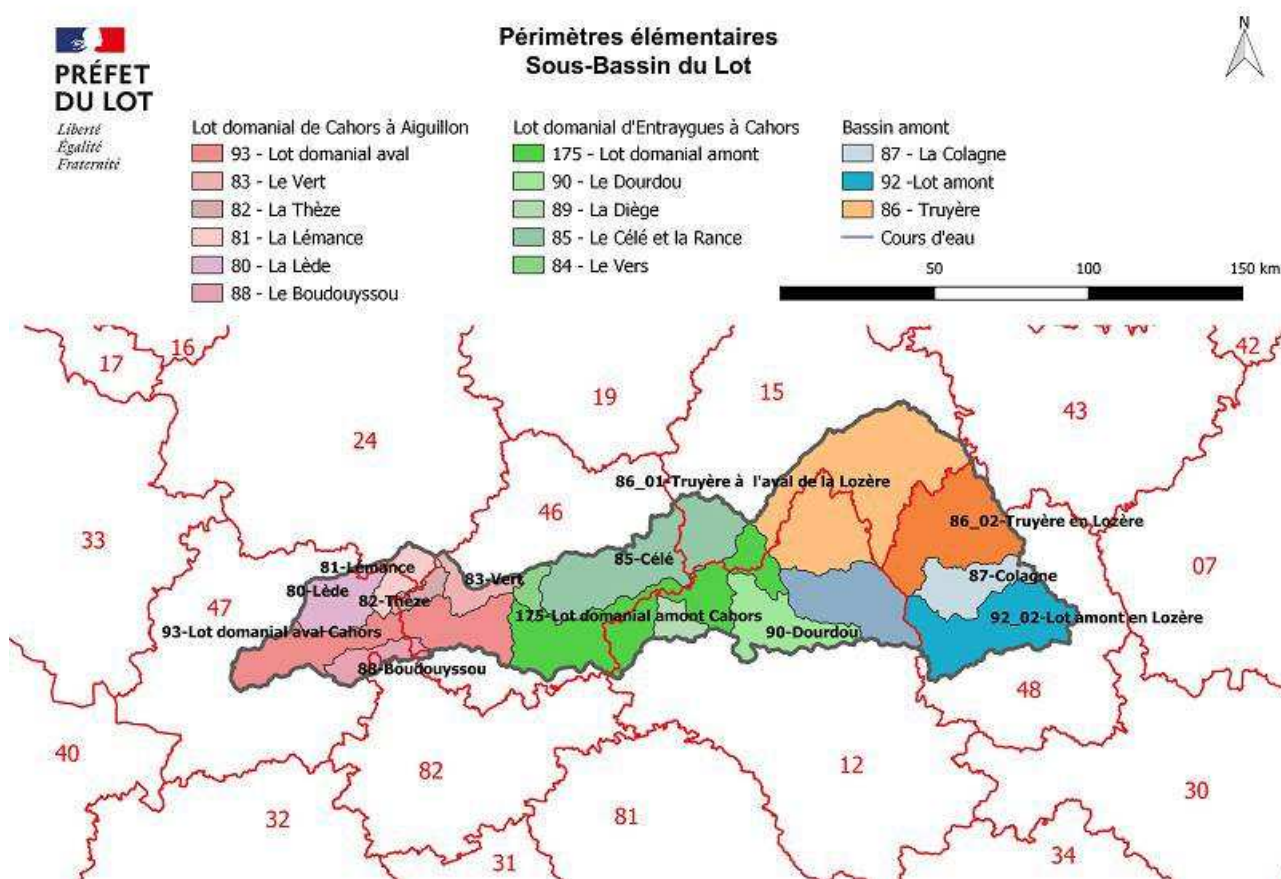 PRÉFET
DU LOT
Liberté
Égalité
Fraternité
Périmètres élémentaires
Sous-Bassin du Lot
N
Lot domanial de Cahors à Aiguillon
93 - Lot domanial aval
83 - Le Vert
82 - La Thèze
81 - La Lémance
80 - La Lède
88 - Le Boudouyssou
Lot domanial d'Entraygues à Cahors
175 - Lot domanial amont
90 - Le Dourdou
89 - La Diège
85 - Le Célé et la Rance
84 - Le Vers
Bassin amont
87 - La Colagne
92 -Lot amont
86 - Truyère
Cours d'eau
50 100 150 km
17
16
19
15
42
43
24
86_01-Truyère à l'aval de la Lozère
46
86_02-Truyère en Lozère
33
07
81-Lémance
85-Célé
83-Vert
87-Colagne
80-Lède
82-Thèze
47
175-Lot domanial amont Cahors
92_02-Lot amont en Lozère
93-Lot domanial aval Cahors
90-Dourdou
88-Boudouyssou
48
40
82
12
30
32
81
31
34